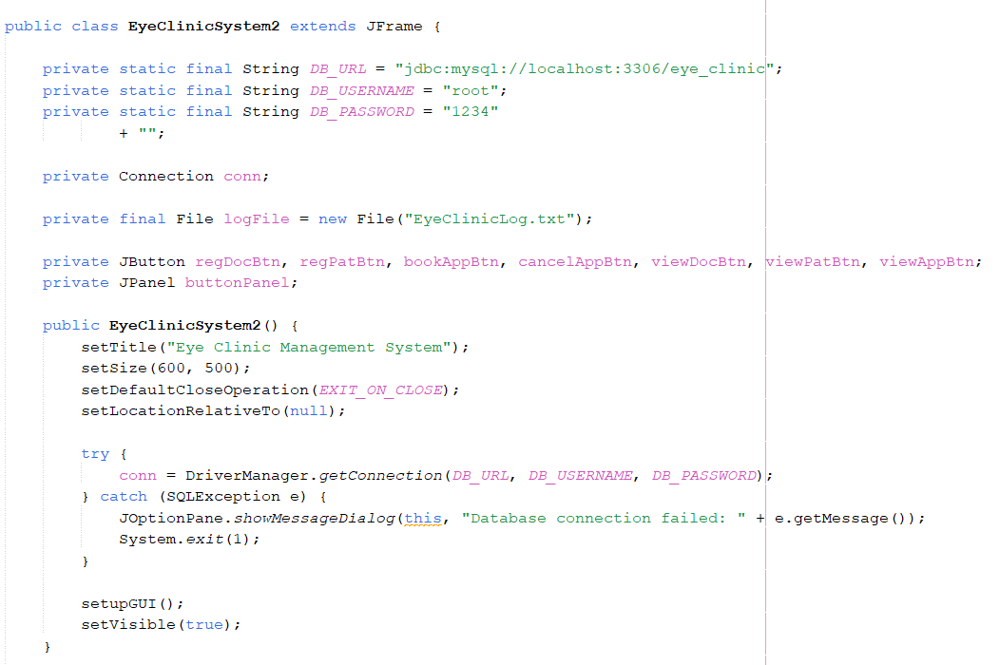 public class EyeClinicSystem2 extends JFrame {
private static final String DB_URL = "jdbc:mysql://localhost:3306/eye_clinic";
private static final String DB_USERNAME = "root";
private static final String DB_PASSWORD = "1234"
+ "";
private Connection conn;
private final File logFile = new File("EyeClinicLog.txt");
private JButton regDocBtn, regPatBtn, bookAppBtn, cancelAppBtn, viewDocBtn, viewPatBtn, viewAppBtn;
private JPanel buttonPanel;
public EyeClinicSystem2() {
setTitle("Eye Clinic Management System");
setSize(600, 500);
setDefaultCloseOperation(EXIT_ON_CLOSE);
setLocationRelativeTo(null);
try {
conn = DriverManager.getConnection(DB_URL, DB_USERNAME, DB_PASSWORD);
} catch (SQLException e) {
JOptionPane.showMessageDialog(this, "Database connection failed: " + e.getMessage());
System.exit(1);
}
setupGUI();
setVisible(true);
}